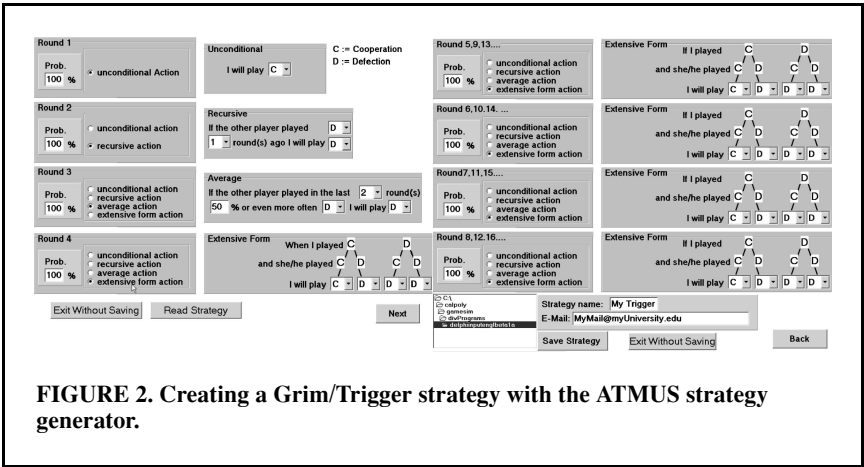 Round 1
Prob.
100 %
unconditional Action
Unconditional
I will play C
C := Cooperation
D := Defection
Round 2
Prob.
100 %
unconditional action
recursive action
Recursive
If the other player played D
1 round(s) ago I will play D
Round 3
Prob.
100 %
unconditional action
recursive action
average action
extensive form action
Average
If the other player played in the last 2 round(s)
50 % or even more often D I will play D
Round 4
Prob.
100 %
unconditional action
recursive action
average action
extensive form action
Extensive Form
When I played C D
and she/he played C D C D
I will play C D D D
Exit Without Saving Read Strategy Next
Round 5,9,13....
Prob.
100 %
unconditional action
recursive action
average action
extensive form action
Extensive Form
If I played C D
and she/he played C D C D
I will play C D D D
Round 6,10.14. ...
Prob.
100 %
unconditional action
recursive action
average action
extensive form action
Extensive Form
If I played C D
and she/he played C D C D
I will play C D D D
Round7,11,15....
Prob.
100 %
unconditional action
recursive action
average action
extensive form action
Extensive Form
If I played C D
and she/he played C D C D
I will play C D D D
Round 8,12.16....
Prob.
100 %
unconditional action
recursive action
average action
extensive form action
Extensive Form
If I played C D
and she/he played C D C D
I will play C D D D
C:\
calpoly
gamesim
divPrograms
delphiinputenglbeta1a
Strategy name: My Trigger
E-Mail: MyMail@myUniversity.edu
Save Strategy Exit Without Saving Back
FIGURE 2. Creating a Grim/Trigger strategy with the ATMUS strategy
generator.